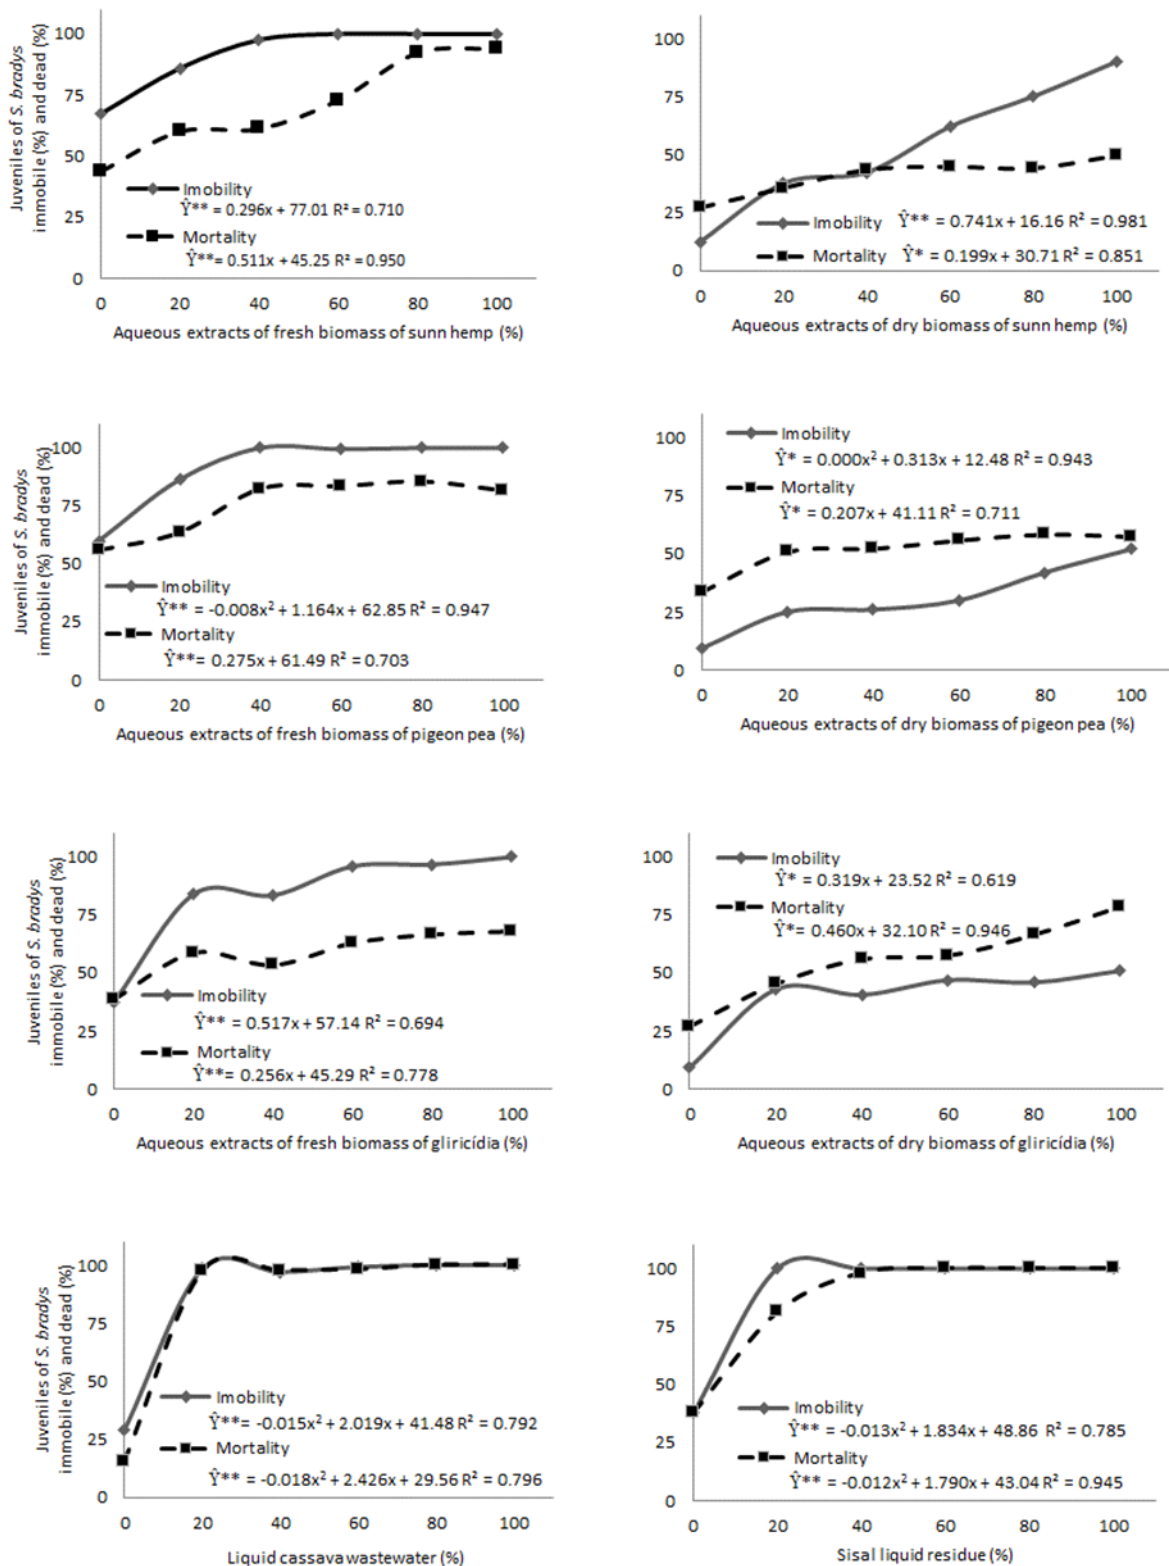 Juveniles of S. bradys
immobile (%) and dead (%)
100
75
50
25
0
Imobility
Ŷ** = 0.296x + 77.01 R² = 0.710
Mortality
Ŷ**= 0.511x + 45.25 R² = 0.950
0 20 40 60 80 100
Aqueous extracts of fresh biomass of sunn hemp (%)
100
75
50
25
0
Imobility Ŷ** = 0.741x + 16.16 R² = 0.981
Mortality Ŷ* = 0.199x + 30.71 R² = 0.851
0 20 40 60 80 100
Aqueous extracts of dry biomass of sunn hemp (%)
Juveniles of S. bradys
immobile (%) and dead (%)
100
75
50
25
0
Imobility
Ŷ** = -0.008x² + 1.164x + 62.85 R² = 0.947
Mortality
Ŷ**= 0.275x + 61.49 R² = 0.703
0 20 40 60 80 100
Aqueous extracts of fresh biomass of pigeon pea (%)
100
75
50
25
0
Imobility
Ŷ* = 0.000x² + 0.313x + 12.48 R² = 0.943
Mortality
Ŷ* = 0.207x + 41.11 R² = 0.711
0 20 40 60 80 100
Aqueous extracts of dry biomass of pigeon pea (%)
Juveniles of S. bradys
immobile (%) and dead (%)
100
75
50
25
0
Imobility
Ŷ** = 0.517x + 57.14 R² = 0.694
Mortality
Ŷ**= 0.256x + 45.29 R² = 0.778
0 20 40 60 80 100
Aqueous extracts of fresh biomass of gliricídia (%)
100
75
50
25
0
Imobility
Ŷ* = 0.319x + 23.52 R² = 0.619
Mortality
Ŷ*= 0.460x + 32.10 R² = 0.946
0 20 40 60 80 100
Aqueous extracts of dry biomass of gliricídia (%)
Juveniles of S. bradys
immobile (%) and dead (%)
100
75
50
25
0
Imobility
Ŷ**= -0.015x² + 2.019x + 41.48 R² = 0.792
Mortality
Ŷ** = -0.018x² + 2.426x + 29.56 R² = 0.796
0 20 40 60 80 100
Liquid cassava wastewater (%)
100
75
50
25
0
Imobility
Ŷ** = -0.013x² + 1.834x + 48.86 R² = 0.785
Mortality
Ŷ** = -0.012x² + 1.790x + 43.04 R² = 0.945
0 20 40 60 80 100
Sisal liquid residue (%)